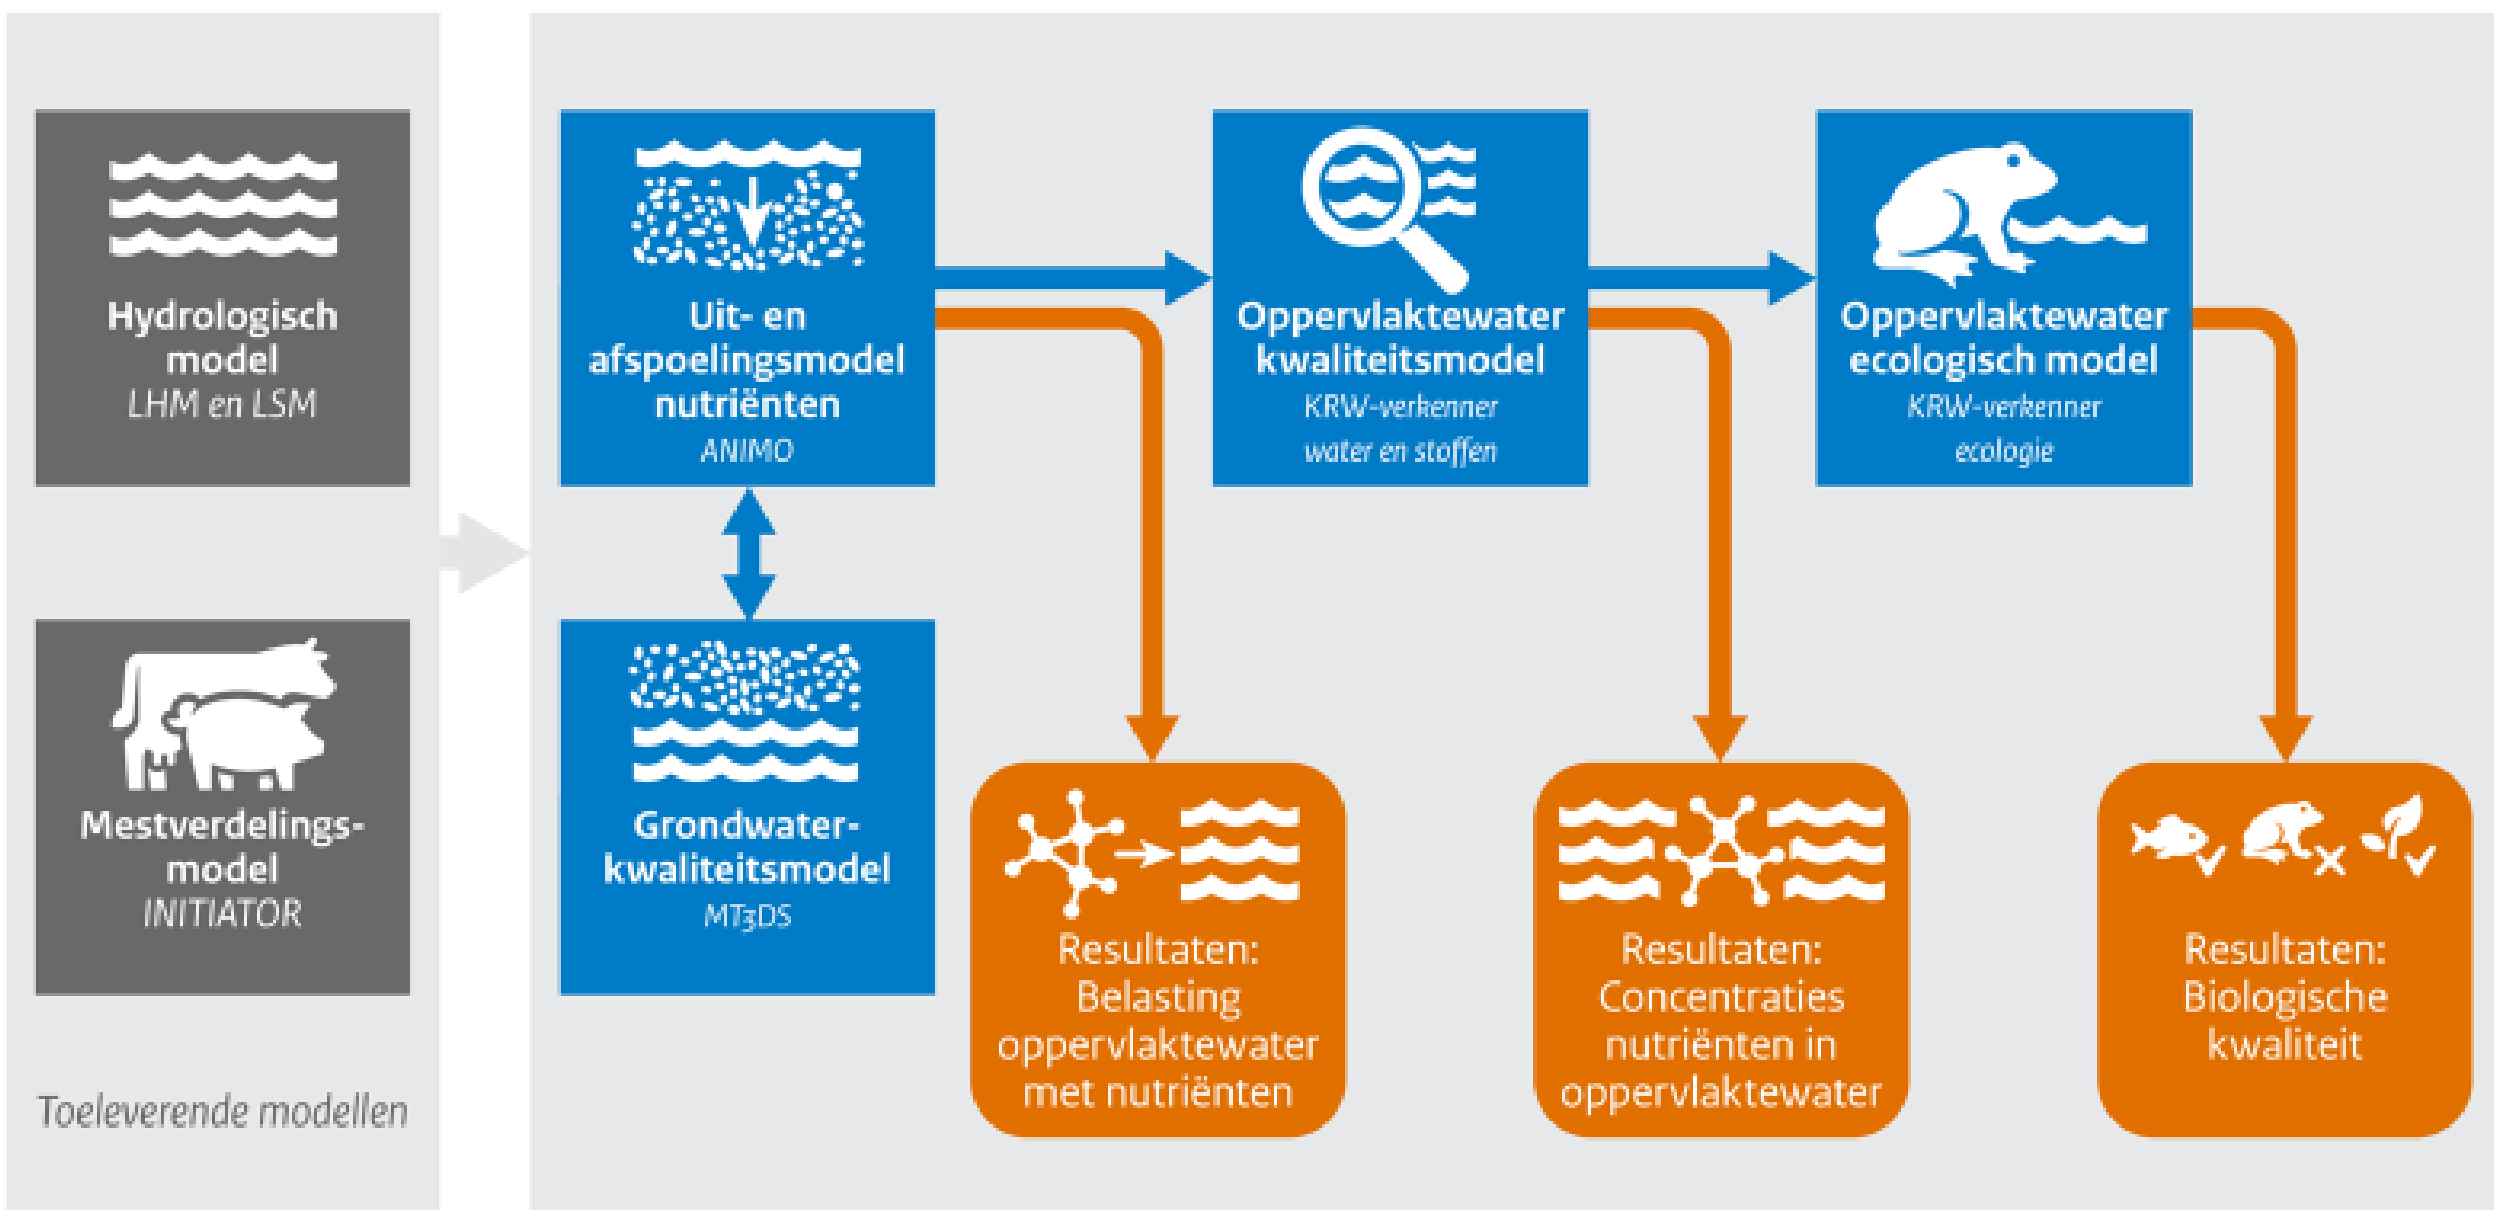 Hydrologisch
model
LHM en LSM
Mestverdelings-
model
INITIATOR
Toeleverende modellen
Uit- en
afspoelingsmodel
nutriënten
ANIMO
Grondwater-
kwaliteitsmodel
MT3DS
Oppervlaktewater
kwaliteitsmodel
KRW-verkenner
water en stoffen
Oppervlaktewater
ecologisch model
KRW-verkenner
ecologie
Resultaten:
Belasting
oppervlaktewater
met nutriënten
Resultaten:
Concentraties
nutriënten in
oppervlaktewater
Resultaten:
Biologische
kwaliteit